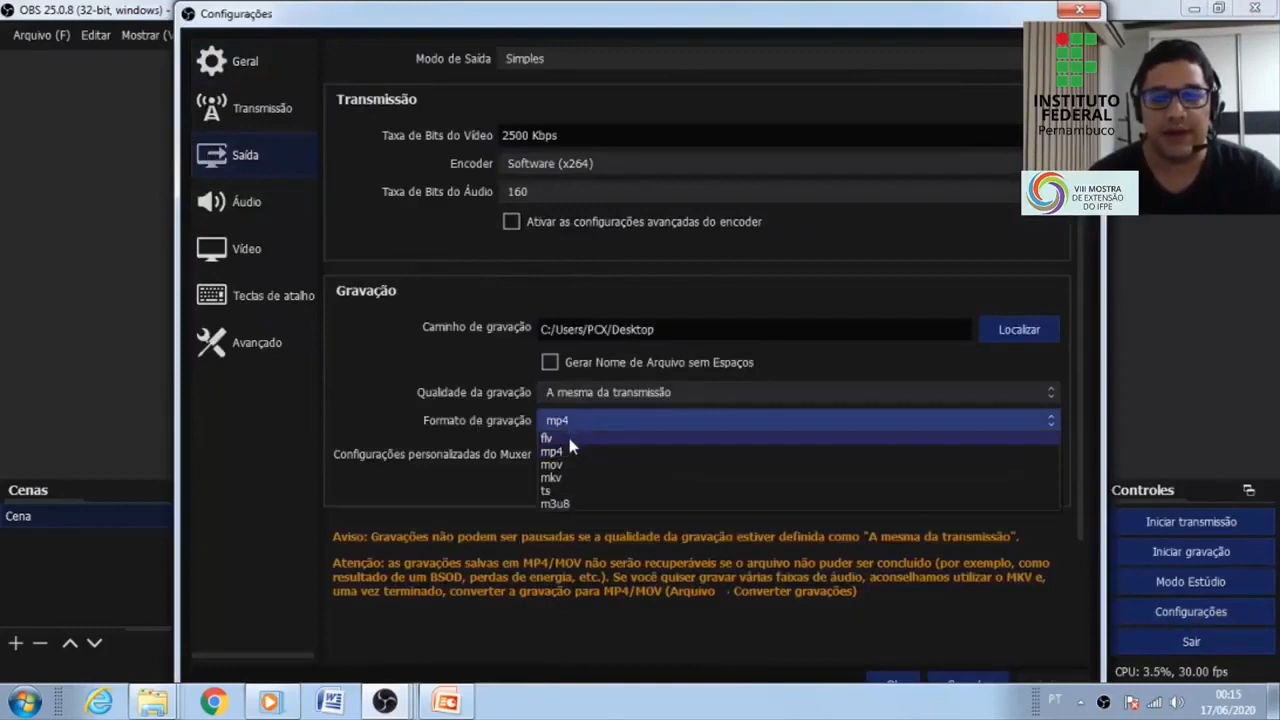 OBS 25.0.8 (32-bit, windows)
Configurações
Arquivo (F) Editar Mostrar (
Geral
Transmissão
Saída
Áudio
Vídeo
Teclas de atalho
Avançado
Modo de Saída Simples
Transmissão
Taxa de Bits do Vídeo 2500 Kbps
Encoder Software (x264)
Taxa de Bits do Áudio 160
Ativar as configurações avançadas do encoder
Gravação
Caminho de gravação C:/Users/PCX/Desktop Localizar
Gerar Nome de Arquivo sem Espaços
Qualidade da gravação A mesma da transmissão
Formato de gravação mp4
flv
mp4
mov
mkv
ts
m3u8
Configurações personalizadas do Muxer
Aviso: Gravações não podem ser pausadas se a qualidade da gravação estiver definida como "A mesma da transmissão".
Atenção: as gravações salvas em MP4/MOV não serão recuperáveis se o arquivo não puder ser concluído (por exemplo, como
resultado de um BSOD, perdas de energia, etc.). Se você quiser gravar várias faixas de áudio, aconselhamos utilizar o MKV e,
uma vez terminado, converter a gravação para MP4/MOV (Arquivo → Converter gravações)
INSTITUTO
FEDERAL
Pernambuco
VIII MOSTRA
DE EXTENSÃO
DO IFPE
Cenas
Cena
Controles
Iniciar transmissão
Iniciar gravação
Modo Estúdio
Configurações
Sair
CPU: 3.5%, 30.00 fps
PT
00:15
17/06/2020